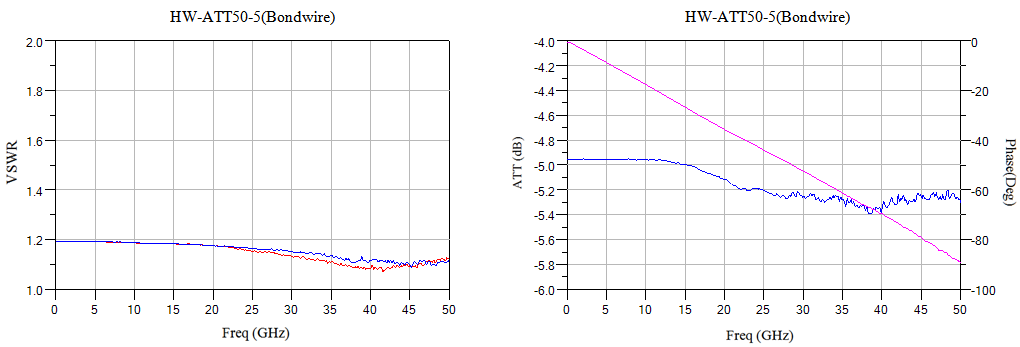 HW-ATT50-5(Bondwire)
2.0
1.8
1.6
1.4
1.2
1.0
VSWR
0 5 10 15 20 25 30 35 40 45 50
Freq (GHz)
HW-ATT50-5(Bondwire)
-4.0
-4.2
-4.4
-4.6
-4.8
-5.0
-5.2
-5.4
-5.6
-5.8
-6.0
ATT (dB)
0
-20
-40
-60
-80
-100
Phase(Deg)
0 5 10 15 20 25 30 35 40 45 50
Freq (GHz)